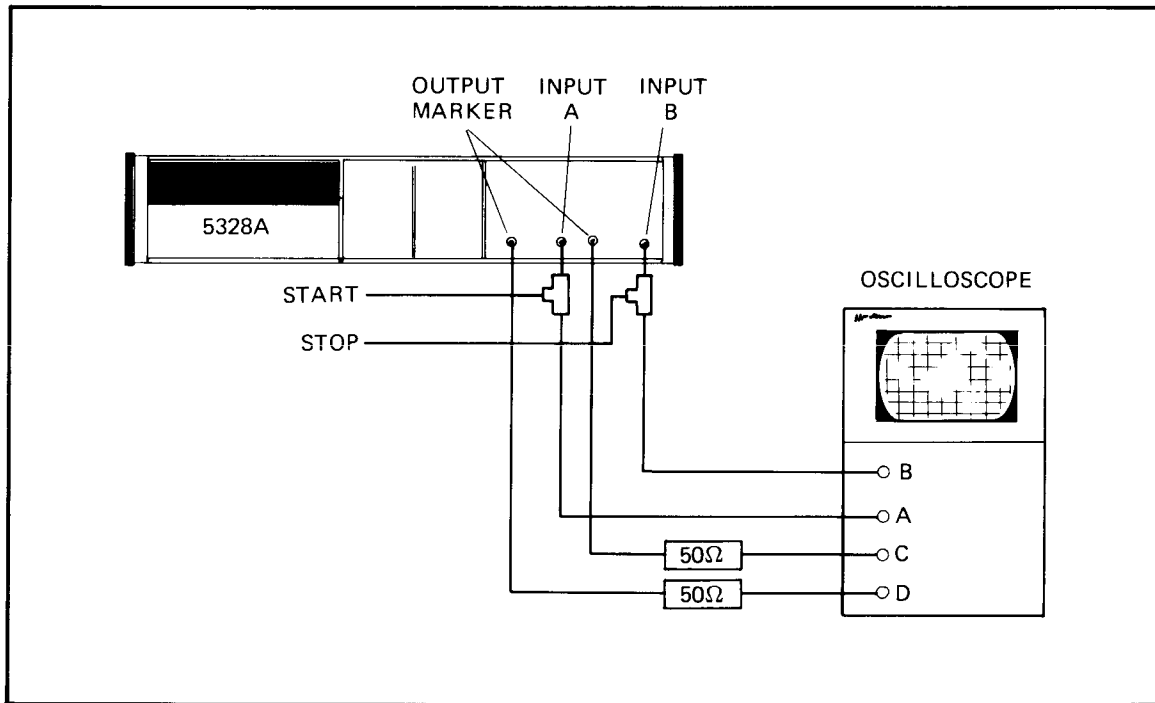 OUTPUT
MARKER
INPUT
A
INPUT
B
5328A
START
STOP
OSCILLOSCOPE
B
A
50Ω
C
50Ω
D